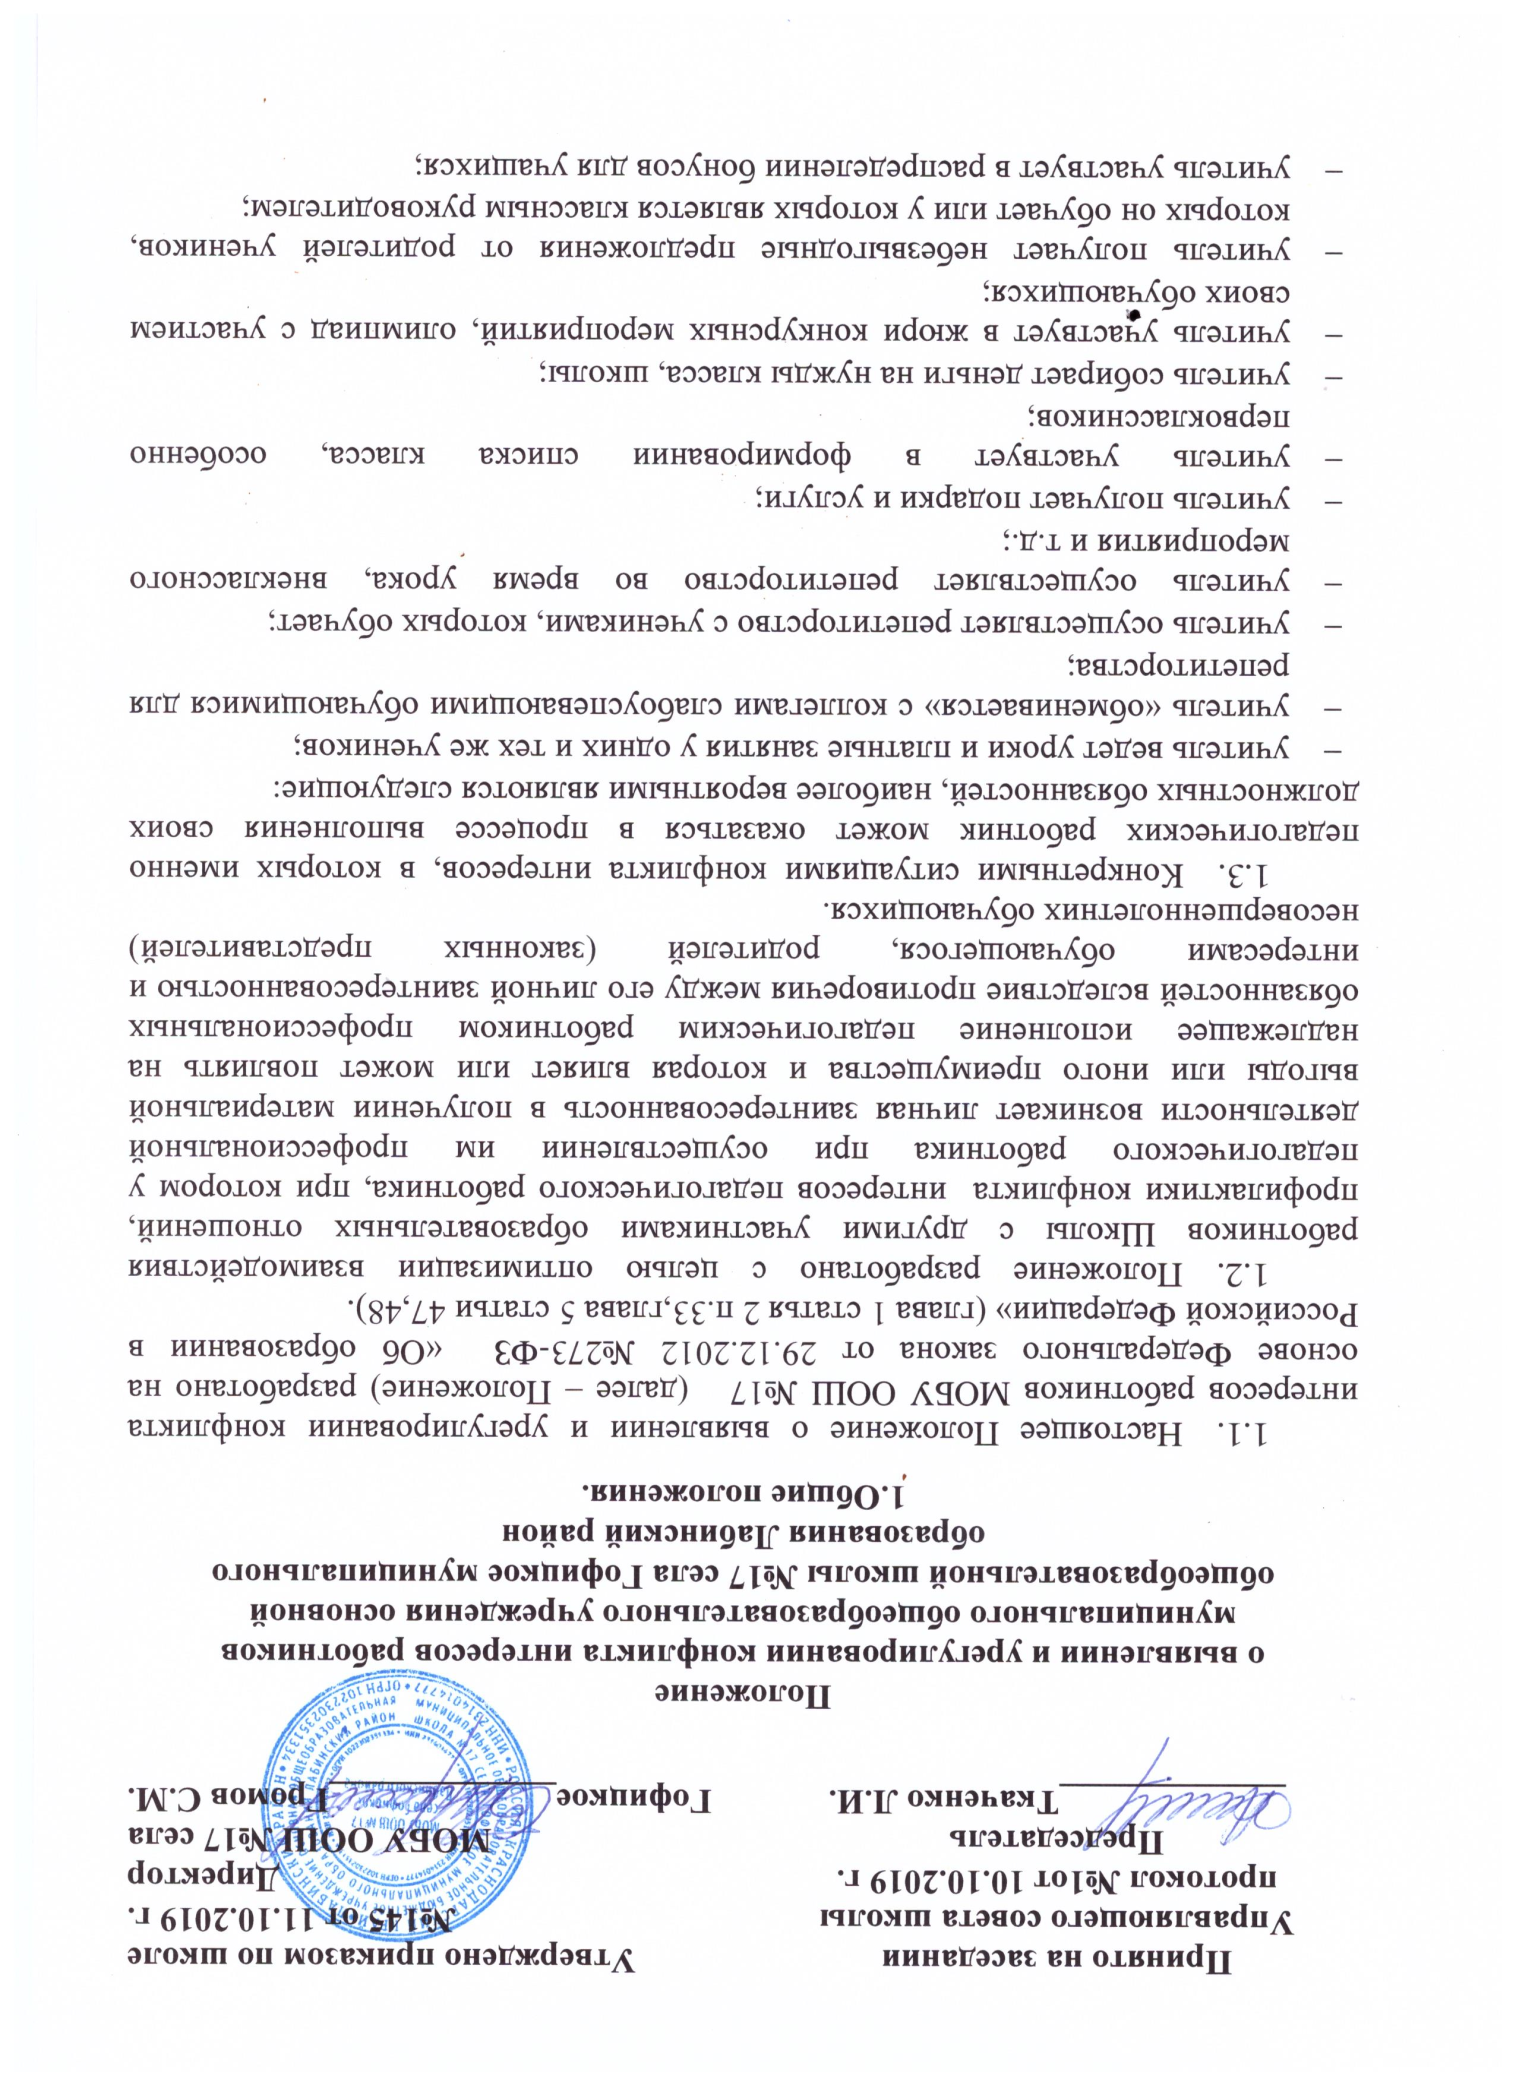 Принято на заседании
Управляющего совета школы
протокол №1от 10.10.2019 г.
Председатель
Ткаченко Л.И.
Утверждено приказом по школе
№145 от 11.10.2019 г.
Директор
МОБУ ООШ №17 села
Гофицкое Громов С.М.
Положение
о выявлении и урегулировании конфликта интересов работников
муниципального общеобразовательного учреждения основной
общеобразовательной школы №17 села Гофицкое муниципального
образования Лабинский район
1.Общие положения.
1.1. Настоящее Положение о выявлении и урегулировании конфликта
интересов работников МОБУ ООШ №17 (далее – Положение) разработано на
основе Федерального закона от 29.12.2012 №273-ФЗ «Об образовании в
Российской Федерации» (глава 1 статья 2 п.33,глава 5 статьи 47,48).
1.2. Положение разработано с целью оптимизации взаимодействия
работников Школы с другими участниками образовательных отношений,
профилактики конфликта интересов педагогического работника, при котором у
педагогического работника при осуществлении им профессиональной
деятельности возникает личная заинтересованность в получении материальной
выгоды или иного преимущества и которая влияет или может повлиять на
надлежащее исполнение педагогическим работником профессиональных
обязанностей вследствие противоречия между его личной заинтересованностью и
интересами обучающегося, родителей (законных представителей)
несовершеннолетних обучающихся.
1.3. Конкретными ситуациями конфликта интересов, в которых именно
педагогических работник может оказаться в процессе выполнения своих
должностных обязанностей, наиболее вероятными являются следующие:
– учитель ведет уроки и платные занятия у одних и тех же учеников;
– учитель «обменивается» с коллегами слабоуспевающими обучающимися для
репетиторства;
– учитель осуществляет репетиторство с учениками, которых обучает;
– учитель осуществляет репетиторство во время урока, внеклассного
мероприятия и т.д.;
– учитель получает подарки и услуги;
– учитель участвует в формировании списка класса, особенно
первоклассников;
– учитель собирает деньги на нужды класса, школы;
– учитель участвует в жюри конкурсных мероприятий, олимпиад с участием
своих обучающихся;
– учитель получает небезвыгодные предложения от родителей учеников,
которых он обучает или у которых является классным руководителем;
– учитель участвует в распределении бонусов для учащихся;